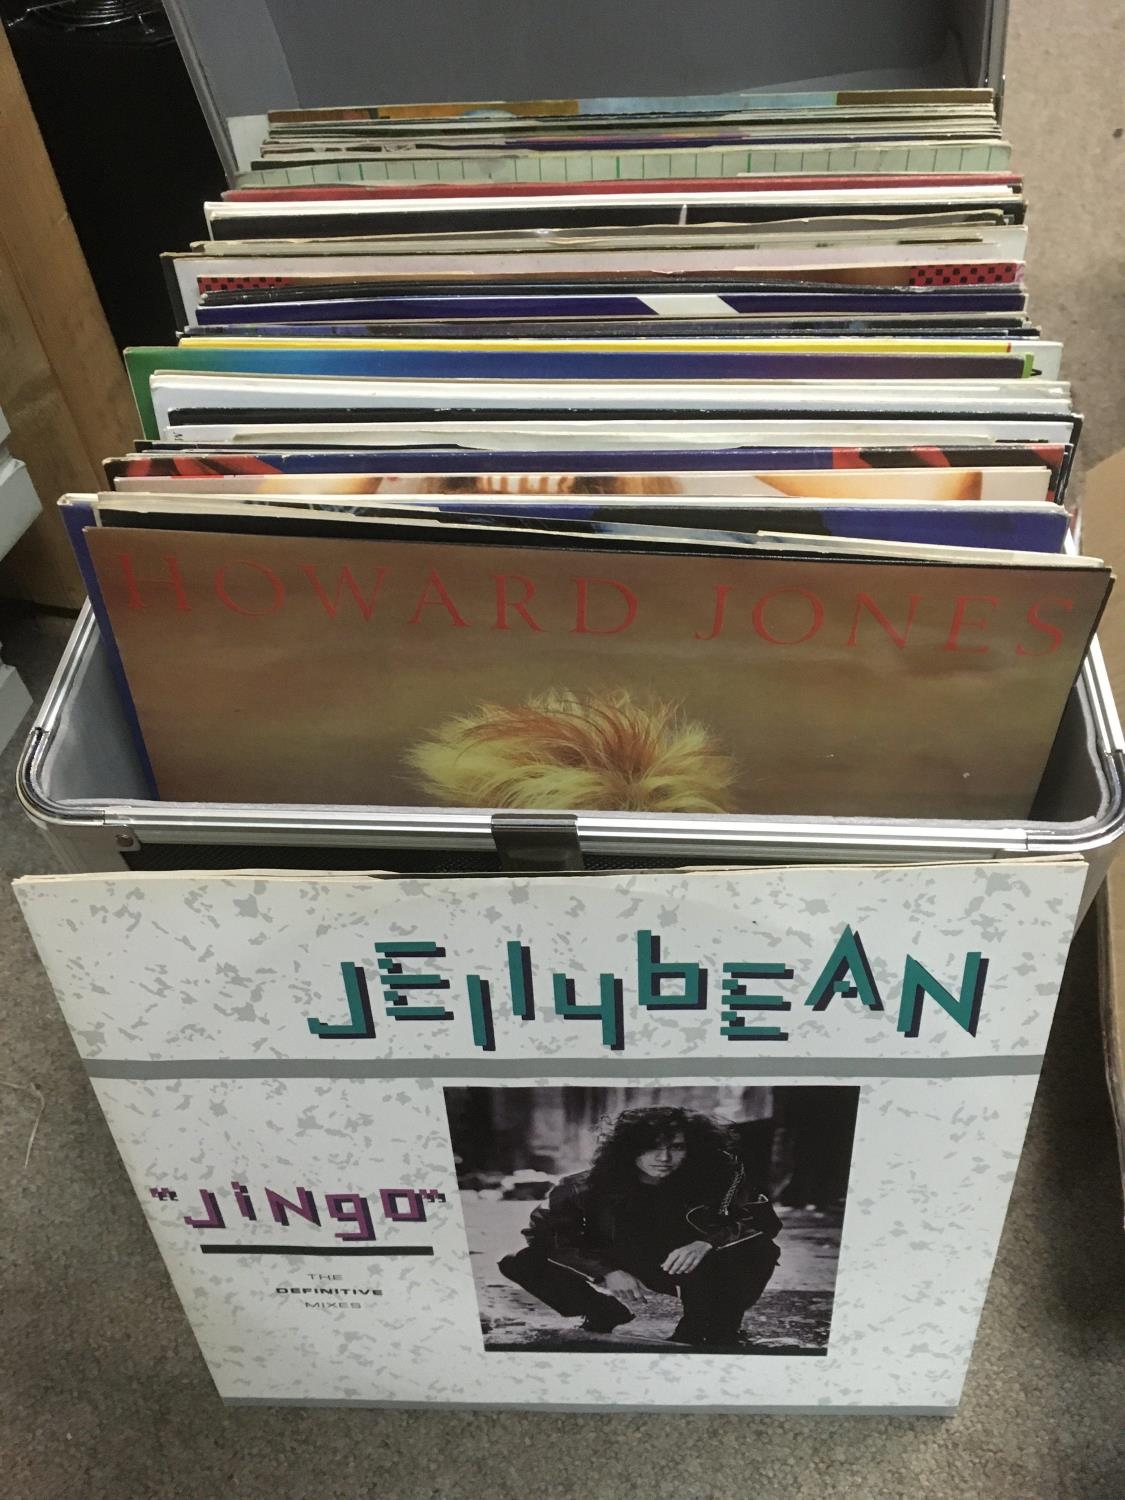 HOWARD JONES
JEllybEAN
"JiNgO"
THE
DEFINITIVE
MIXES